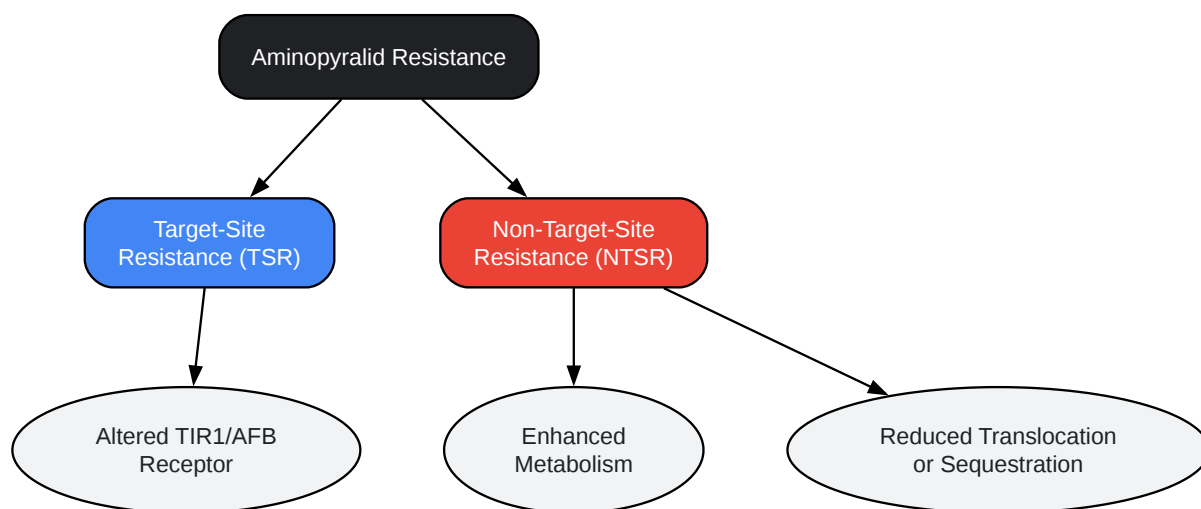 Aminopyralid Resistance
Target-Site
Resistance (TSR)
Non-Target-Site
Resistance (NTSR)
Altered TIR1/AFB
Receptor
Enhanced
Metabolism
Reduced Translocation
or Sequestration